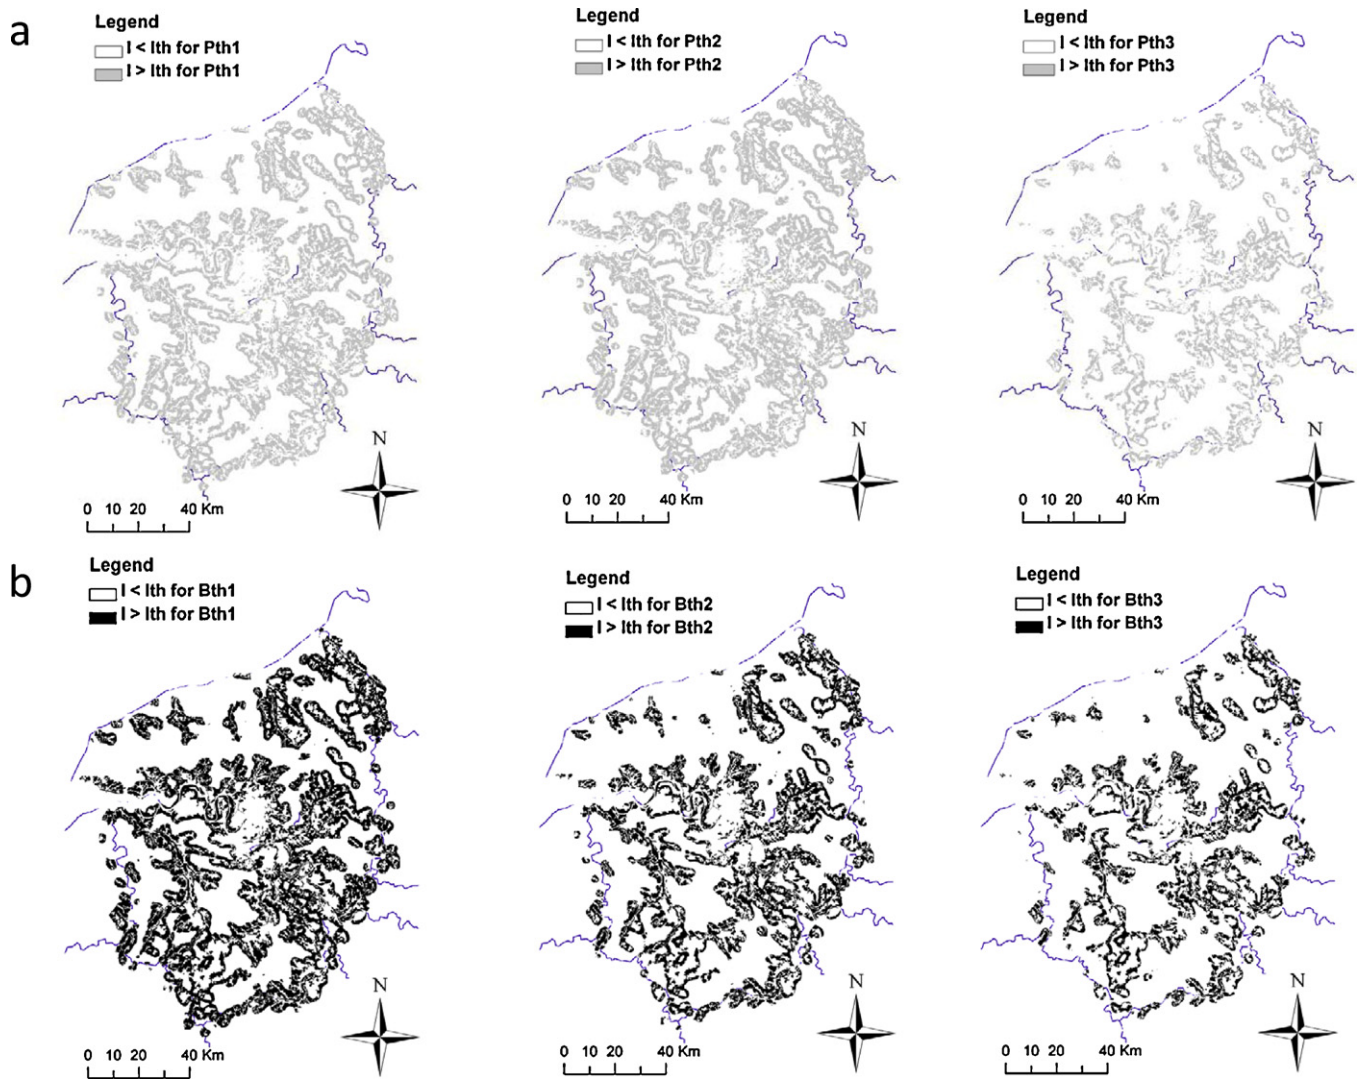 a
Legend
I < Ith for Pth1
I > Ith for Pth1
N
0 10 20 40 Km
Legend
I < Ith for Pth2
I > Ith for Pth2
N
0 10 20 40 Km
Legend
I < Ith for Pth3
I > Ith for Pth3
N
0 10 20 40 Km
b
Legend
I < Ith for Bth1
I > Ith for Bth1
N
0 10 20 40 Km
Legend
I < Ith for Bth2
I > Ith for Bth2
N
0 10 20 40 Km
Legend
I < Ith for Bth3
I > Ith for Bth3
N
0 10 20 40 Km